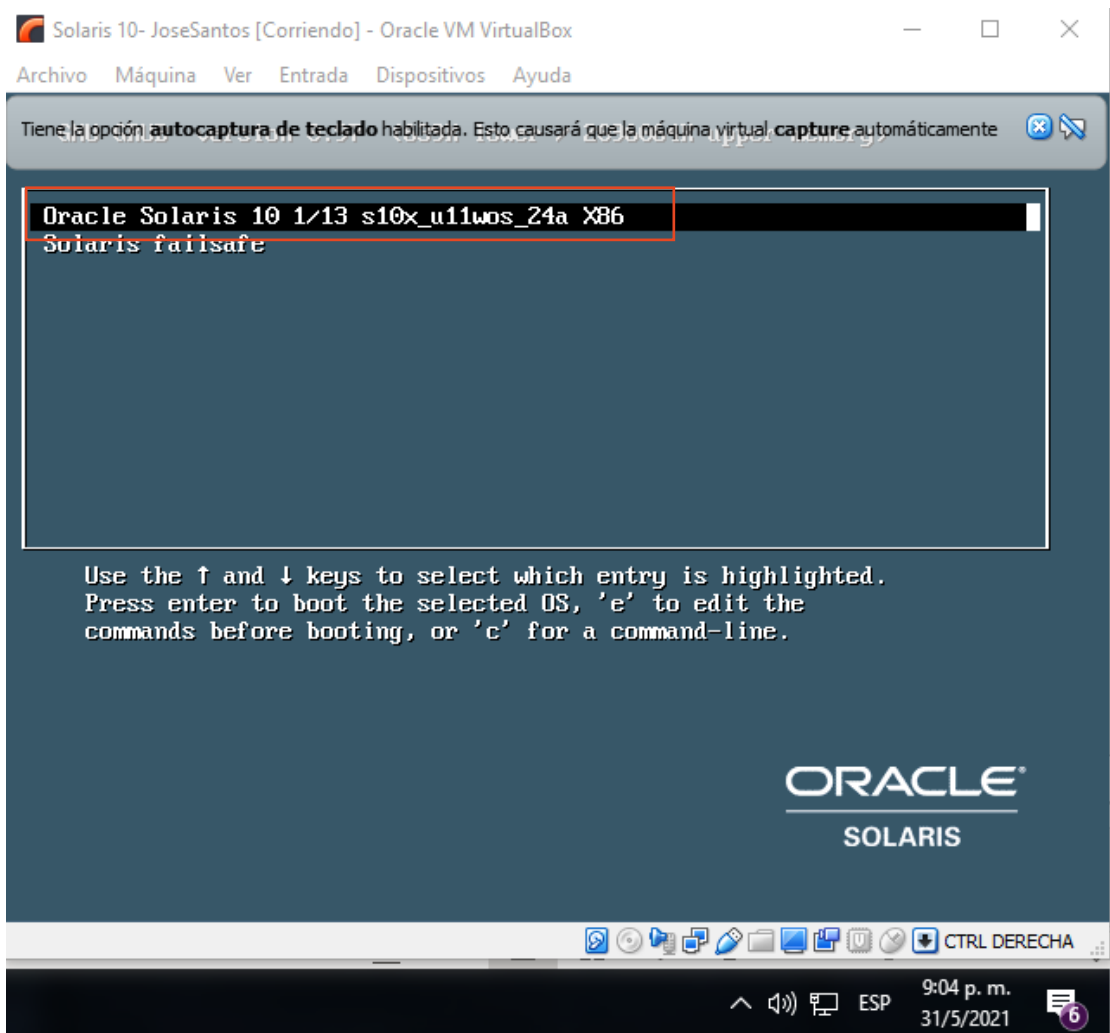 Solaris 10- JoseSantos [Corriendo] - Oracle VM VirtualBox
Archivo Máquina Ver Entrada Dispositivos Ayuda
Tiene la opción autocaptura de teclado habilitada. Esto causará que la máquina virtual capture automáticamente
Oracle Solaris 10 1/13 s10x_u11wos_24a X86
Solaris failsafe
Use the ↑ and ↓ keys to select which entry is highlighted.
Press enter to boot the selected OS, 'e' to edit the
commands before booting, or 'c' for a command-line.
ORACLE®
SOLARIS
CTRL DERECHA
ESP
9:04 p. m.
31/5/2021
6